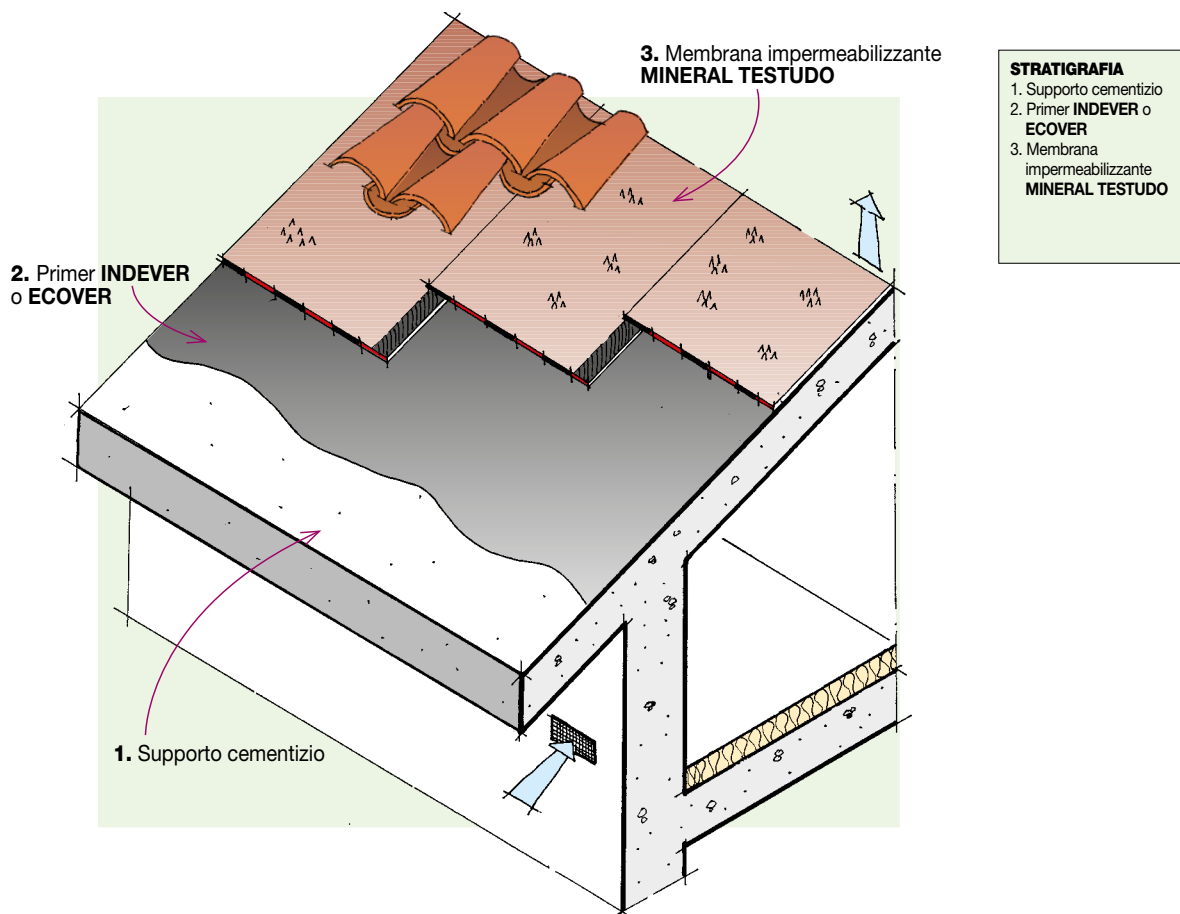 3. Membrana impermeabilizzante
MINERAL TESTUDO
STRATIGRAFIA
1. Supporto cementizio
2. Primer INDEVER o
ECOVER
3. Membrana
impermeabilizzante
MINERAL TESTUDO
2. Primer INDEVER
o ECOVER
1. Supporto cementizio